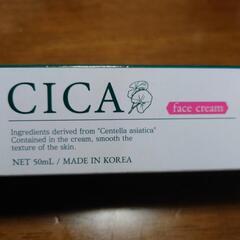 CICA
face cream
Ingredients derived from "Centella asiatica"
Contained in the cream, smooth the
texture of the skin.
NET 50mL / MADE IN KOREA